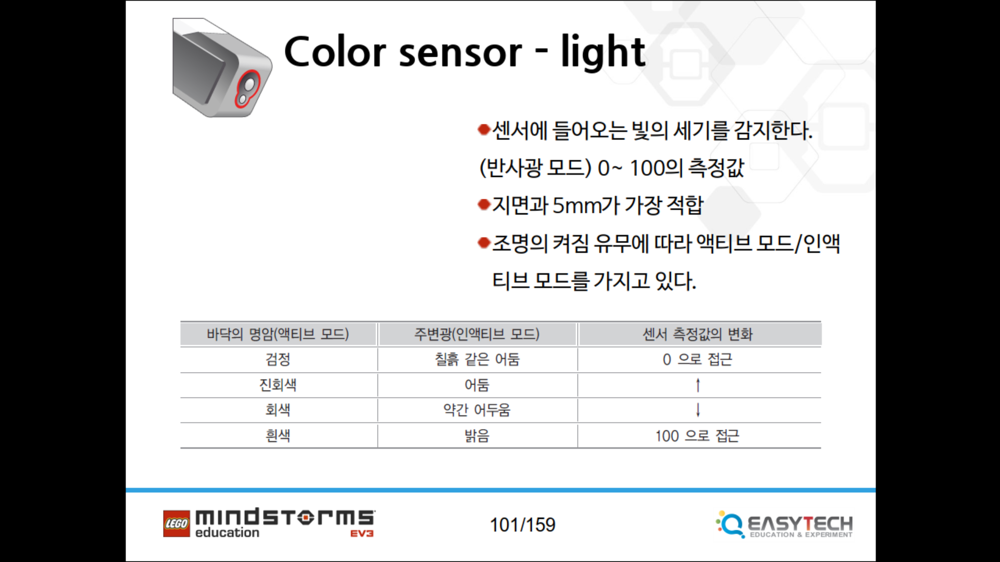 Color sensor - light
센서에 들어오는 빛의 세기를 감지한다.
(반사광 모드) 0~ 100의 측정값
지면과 5mm가 가장 적합
조명의 켜짐 유무에 따라 액티브 모드/인액
티브 모드를 가지고 있다.
바닥의 명암(액티브 모드) 주변광(인액티브 모드) 센서 측정값의 변화
검정 칠흙 같은 어둠 0 으로 접근
진회색 어둠 ↑
회색 약간 어두움 ↓
흰색 밝음 100 으로 접근
LEGO mindstorms
education EV3
101/159
EASYTECH
EDUCATION & EXPERIMENT